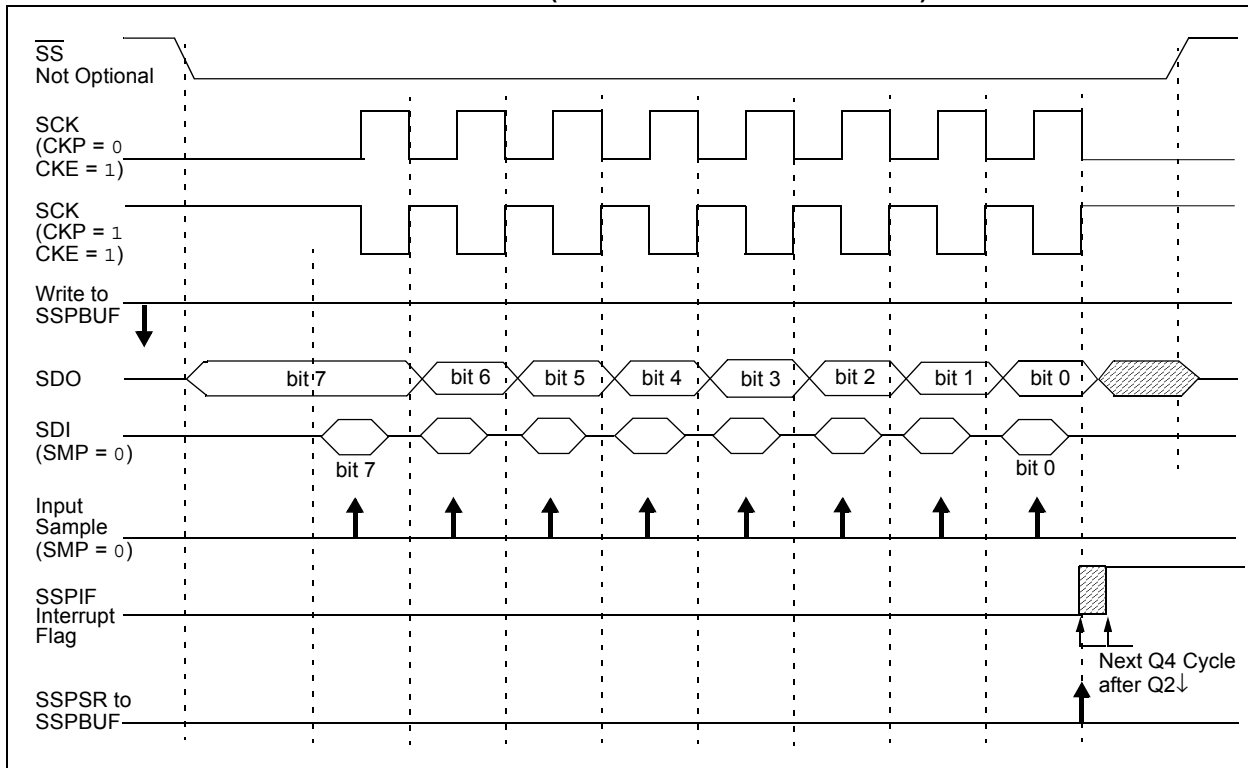 SS
Not Optional
SCK
(CKP = 0
CKE = 1)
SCK
(CKP = 1
CKE = 1)
Write to
SSPBUF
SDO
bit 7 bit 6 bit 5 bit 4 bit 3 bit 2 bit 1 bit 0
SDI
(SMP = 0)
bit 7 bit 0
Input
Sample
(SMP = 0)
SSPIF
Interrupt
Flag
Next Q4 Cycle
after Q2↓
SSPSR to
SSPBUF